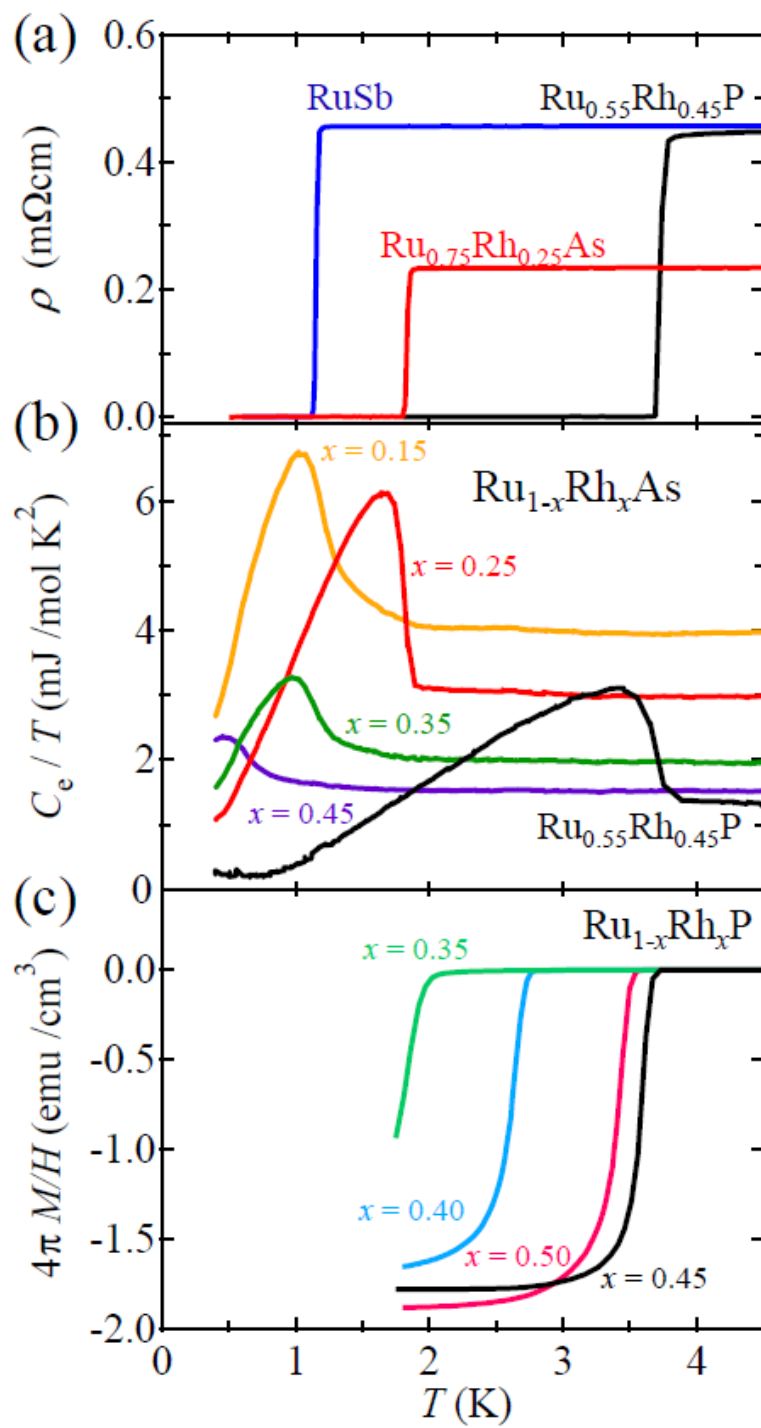 (a)
0.6
0.4
0.2
0.0
ρ (mΩcm)
RuSb
Ru0.55Rh0.45P
Ru0.75Rh0.25As
(b)
6
4
2
0
Ce / T (mJ /mol K2)
x = 0.15
Ru1-xRhxAs
x = 0.25
x = 0.35
x = 0.45
Ru0.55Rh0.45P
(c)
0.0
-0.5
-1.0
-1.5
-2.0
4π M/H (emu /cm3)
Ru1-xRhxP
x = 0.35
x = 0.40
x = 0.50
x = 0.45
0 1 2 3 4
T (K)